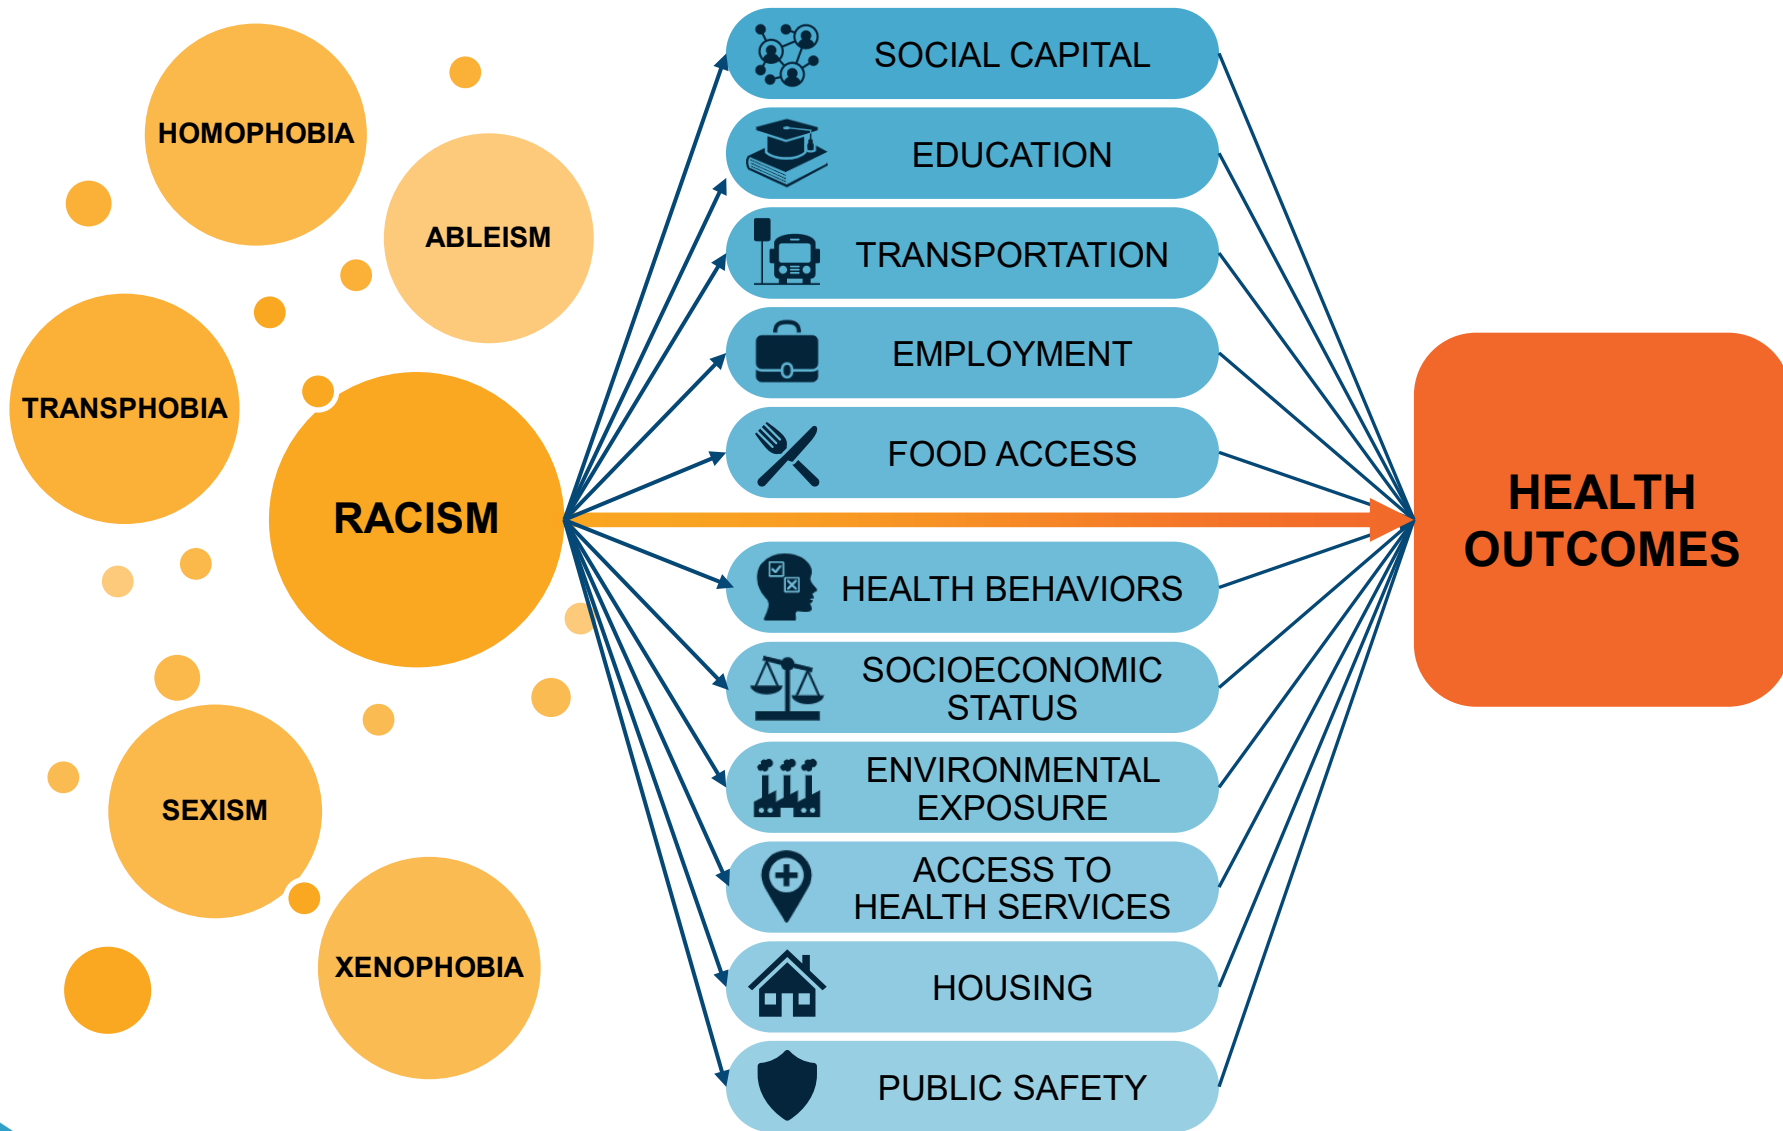 HOMOPHOBIA
ABLEISM
TRANSPHOBIA
RACISM
SEXISM
XENOPHOBIA
SOCIAL CAPITAL
EDUCATION
TRANSPORTATION
EMPLOYMENT
FOOD ACCESS
HEALTH BEHAVIORS
SOCIOECONOMIC
STATUS
ENVIRONMENTAL
EXPOSURE
ACCESS TO
HEALTH SERVICES
HOUSING
PUBLIC SAFETY
HEALTH
OUTCOMES